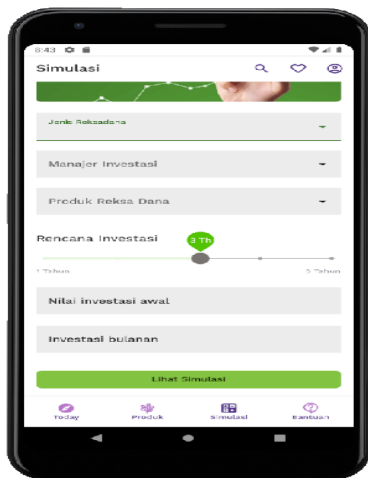 8:43
Simulasi
Jenis Reksadana
Manajer Investasi
Produk Reksa Dana
Rencana Investasi
3 Th
1 Tahun
5 Tahun
Nilai investasi awal
Investasi bulanan
Lihat Simulasi
Today Produk Simulasi Bantuan